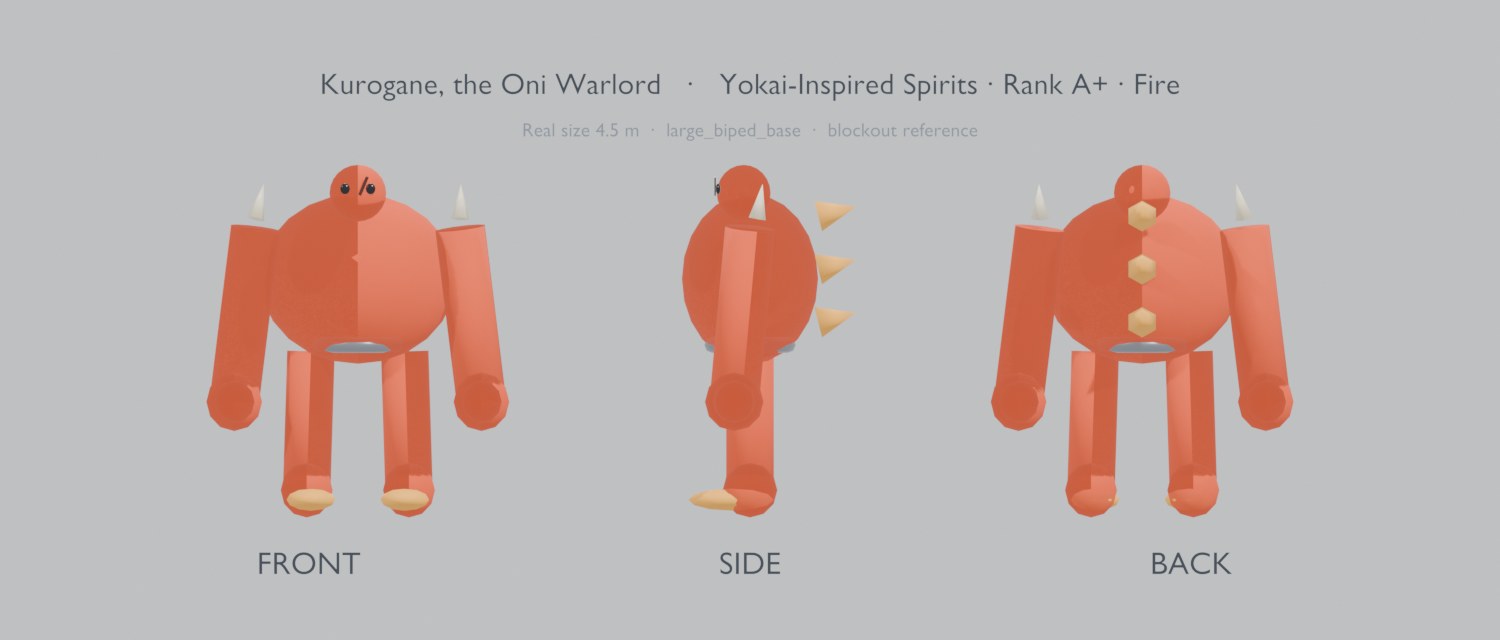 Kurogane, the Oni Warlord · Yokai-Inspired Spirits · Rank A+ · Fire
Real size 4.5 m · large_biped_base · blockout reference
FRONT SIDE BACK